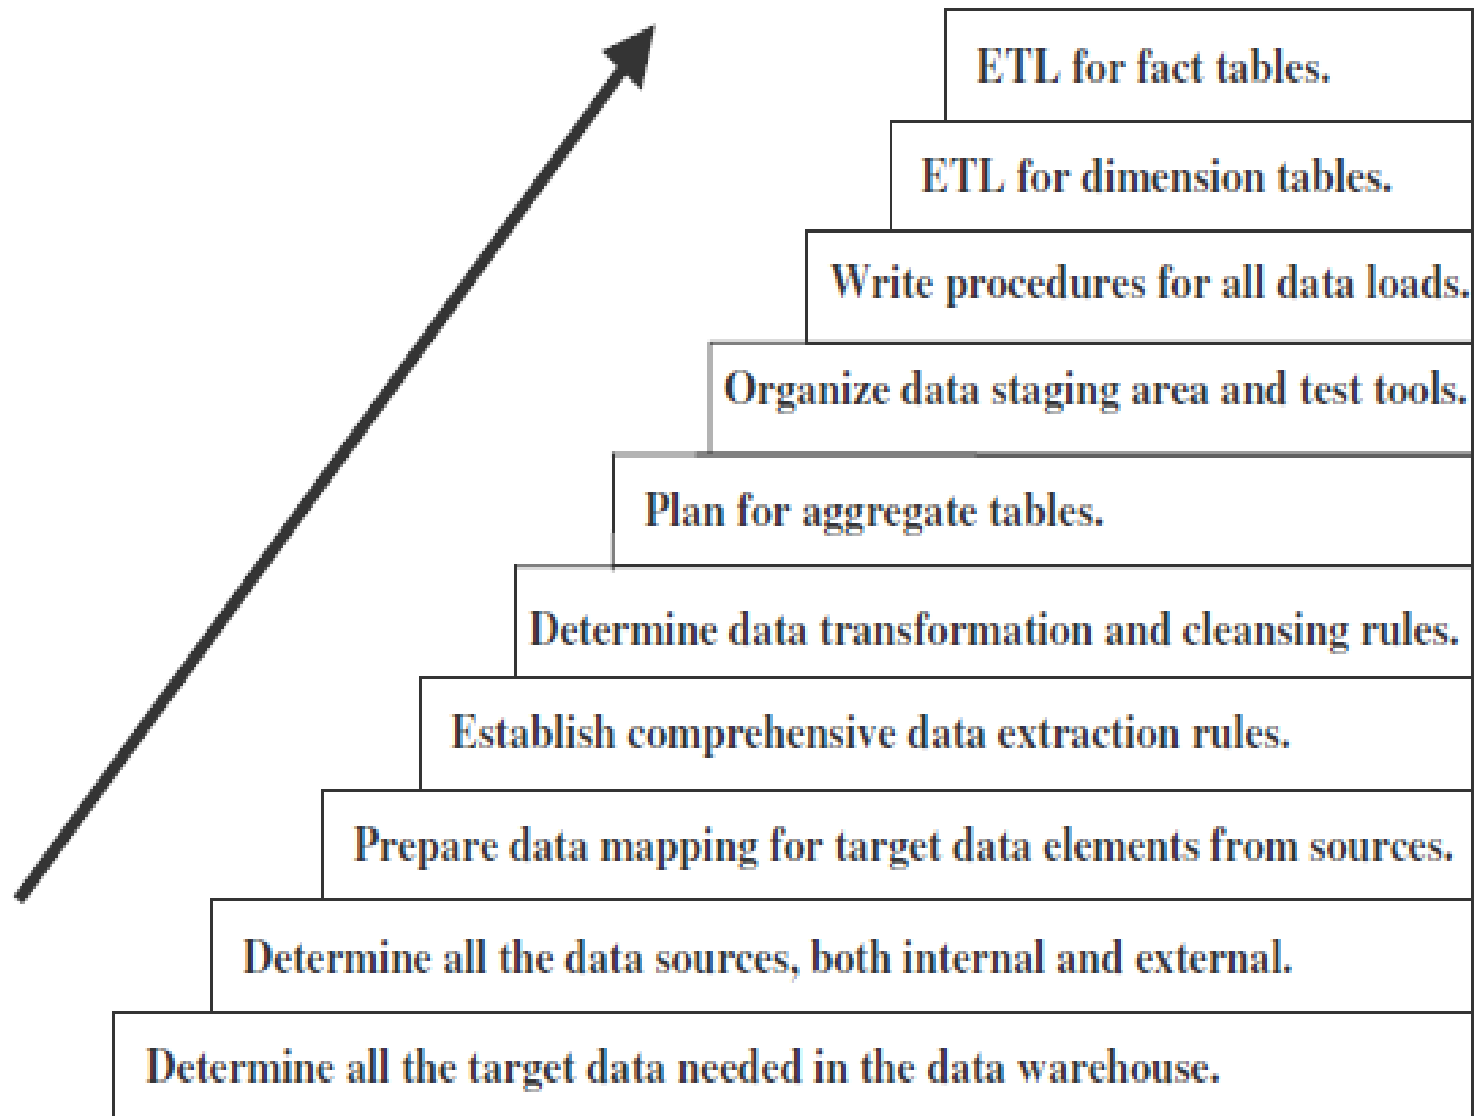 ETL for fact tables.
ETL for dimension tables.
Write procedures for all data loads.
Organize data staging area and test tools.
Plan for aggregate tables.
Determine data transformation and cleansing rules.
Establish comprehensive data extraction rules.
Prepare data mapping for target data elements from sources.
Determine all the data sources, both internal and external.
Determine all the target data needed in the data warehouse.